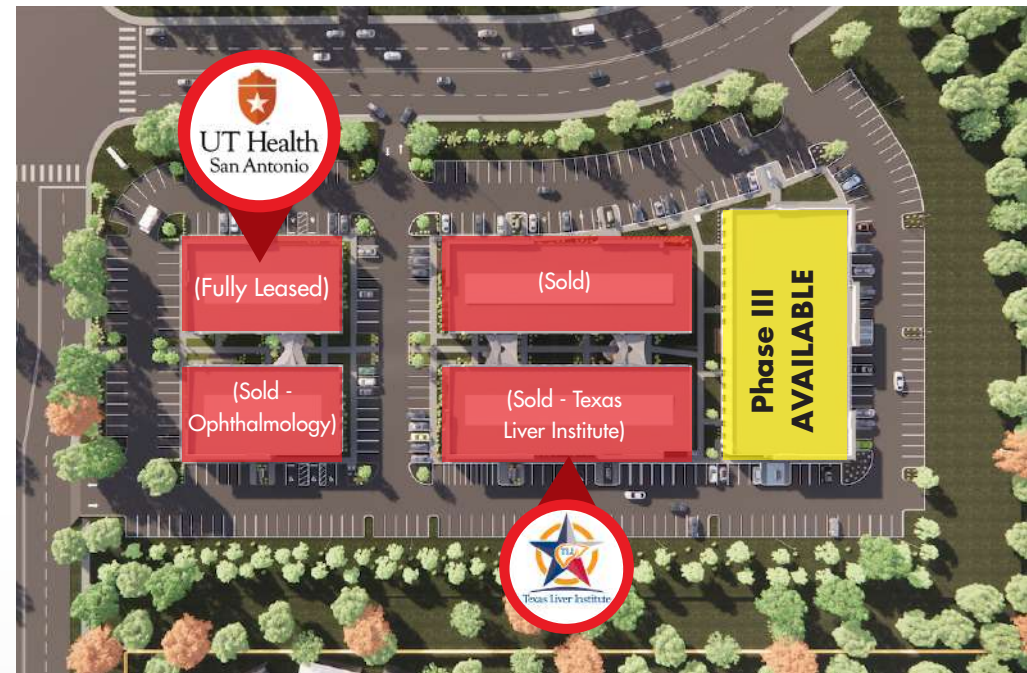 UT Health
San Antonio
(Fully Leased)
(Sold)
Phase III
AVAILABLE
(Sold -
Ophthalmology)
(Sold - Texas
Liver Institute)
TLI
Texas Liver Institute